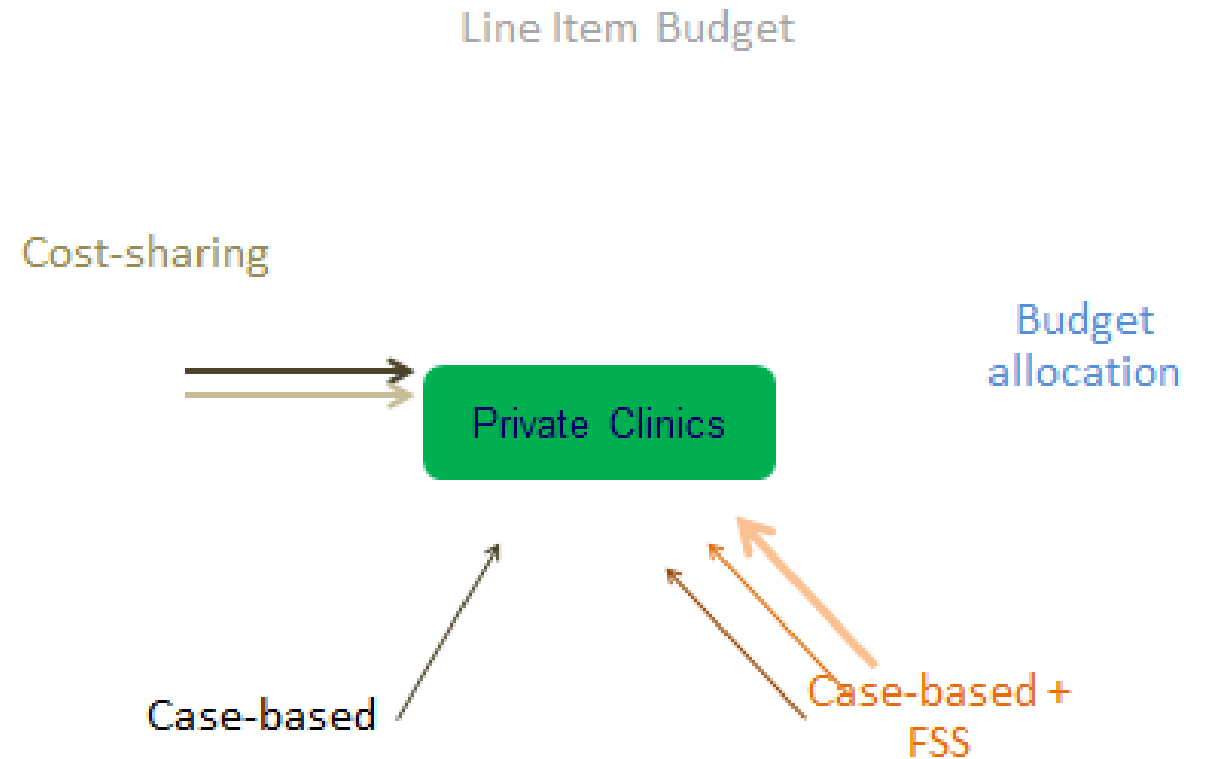 Line Item Budget
Cost-sharing
Budget
allocation
Private Clinics
Case-based
Case-based +
FSS